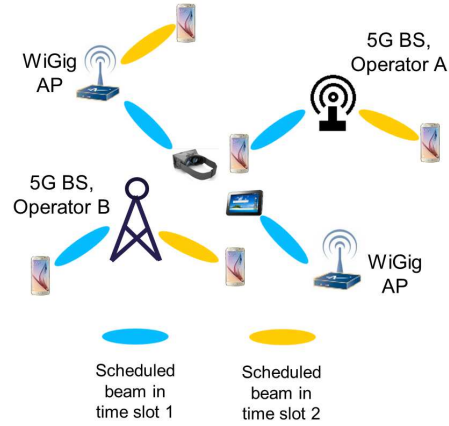 WiGig
AP
5G BS,
Operator A
5G BS,
Operator B
WiGig
AP
Scheduled
beam in
time slot 1
Scheduled
beam in
time slot 2